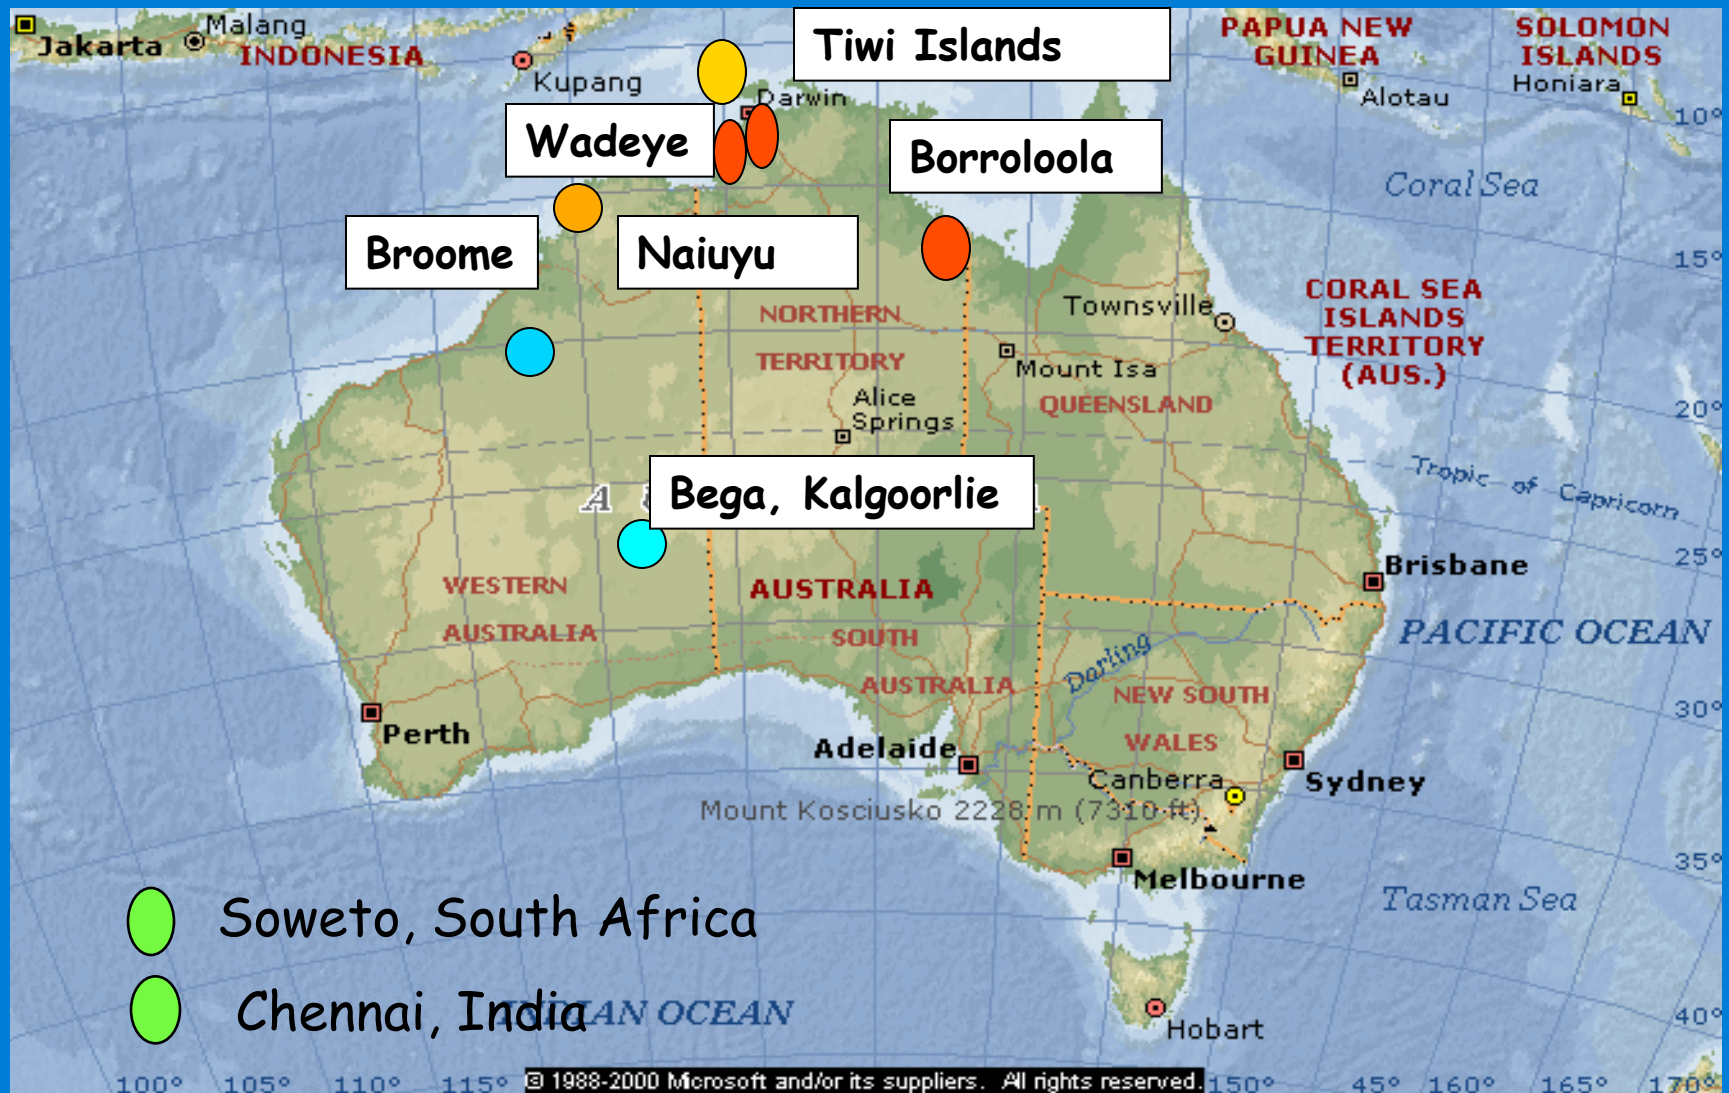 Jakarta
Malang
INDONESIA
Kupang
Tiwi Islands
Darwin
PAPUA NEW
GUINEA
Alotau
SOLOMON
ISLANDS
Honiara
10°
Wadeye
Borroloola
Coral Sea
Broome
Naiuyu
15°
NORTHERN
TERRITORY
Townsville
CORAL SEA
ISLANDS
TERRITORY
(AUS.)
Mount Isa
QUEENSLAND
Alice
Springs
20°
Tropic of Capricorn
A
Bega, Kalgoorlie
25°
Brisbane
WESTERN
AUSTRALIA
AUSTRALIA
SOUTH
AUSTRALIA
Darling
PACIFIC OCEAN
NEW SOUTH
WALES
30°
Perth
Adelaide
Canberra
Sydney
Mount Kosciusko 2228 m (7310 ft).
35°
Melbourne
Tasman Sea
Soweto, South Africa
Chennai, India
INDIAN OCEAN
Hobart
40°
100° 105° 110° 115°
© 1988-2000 Microsoft and/or its suppliers. All rights reserved.
150° 45° 160° 165° 170°